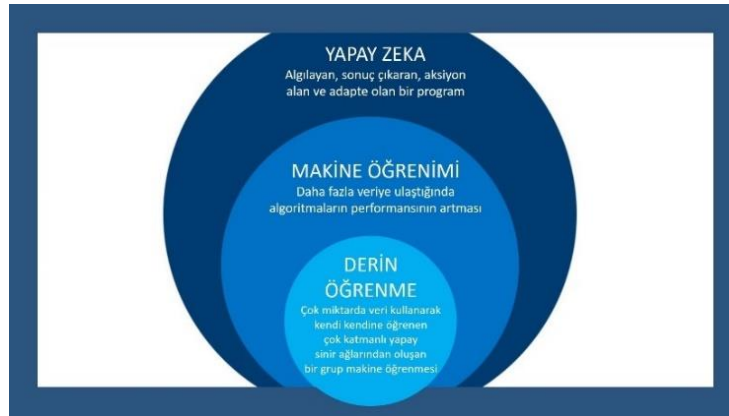 YAPAY ZEKA
Algılayan, sonuç çıkaran, aksiyon
alan ve adapte olan bir program
MAKİNE ÖĞRENİMİ
Daha fazla veriye ulaştığında
algoritmaların performansının artması
DERİN
ÖĞRENME
Çok miktarda veri kullanarak
kendi kendine öğrenen
çok katmanlı yapay
sinir ağlarından oluşan
bir grup makine öğrenmesi